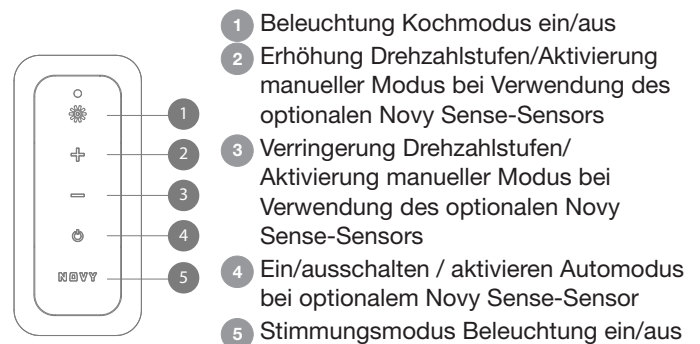 1 Beleuchtung Kochmodus ein/aus
2 Erhöhung Drehzahlstufen/Aktivierung
manueller Modus bei Verwendung des
optionalen Novy Sense-Sensors
3 Verringerung Drehzahlstufen/
Aktivierung manueller Modus bei
Verwendung des optionalen Novy
Sense-Sensors
4 Ein/ausschalten / aktivieren Automodus
bei optionalem Novy Sense-Sensor
5 Stimmungsmodus Beleuchtung ein/aus
1
+ 2
− 3
4
NOVY 5